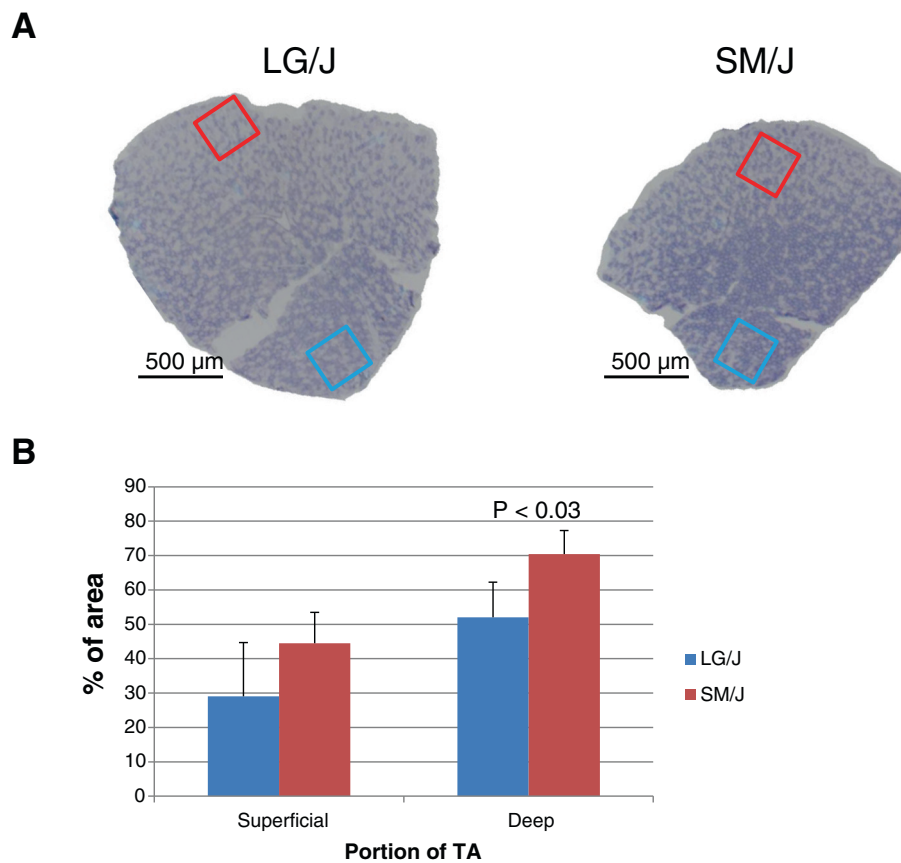 A
LG/J SM/J
500 µm 500 µm
B
90
80
70
60
50
40
30
20
10
0
% of area
P < 0.03
Superficial Deep
Portion of TA
LG/J
SM/J